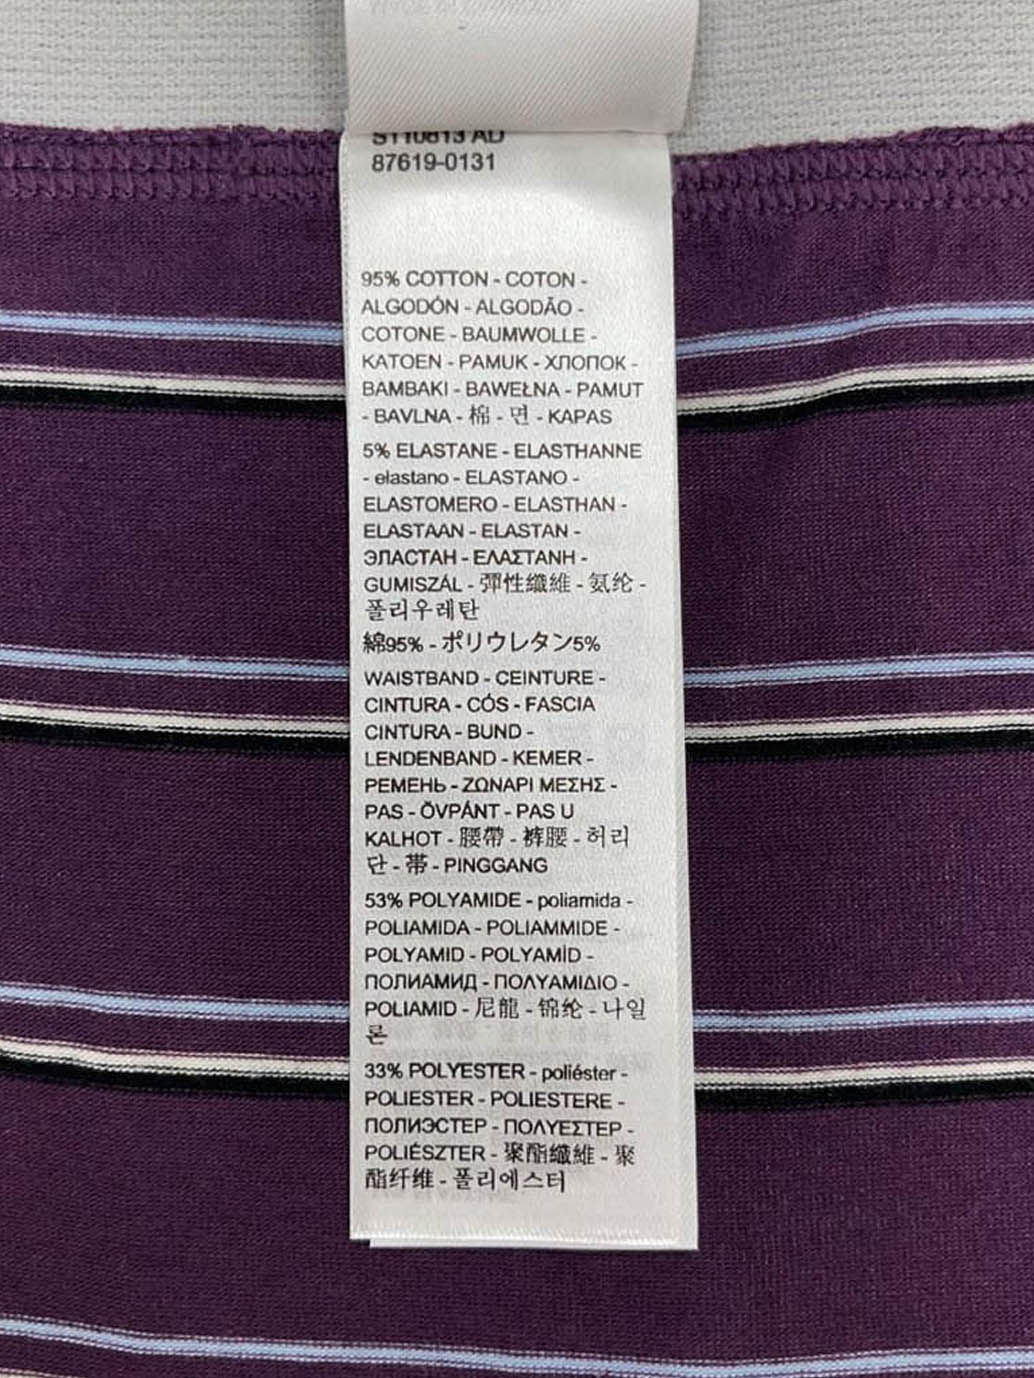 S110813 AD
87619-0131
95% COTTON - COTON -
ALGODÓN - ALGODÃO -
COTONE - BAUMWOLLE -
KATOEN - PAMUK - ХЛОПОК -
BAMBAKI - BAWEŁNA - PAMUT
- BAVLNA - 棉 - 면 - KAPAS
5% ELASTANE - ELASTHANNE
- elastano - ELASTANO -
ELASTOMERO - ELASTHAN -
ELASTAAN - ELASTAN -
ЭЛАСТАН - ΕΛΑΣΤΑΝΗ -
GUMISZÁL - 彈性纖維 - 氨纶 -
폴리우레탄
綿95% - ポリウレタン5%
WAISTBAND - CEINTURE -
CINTURA - CÓS - FASCIA
CINTURA - BUND -
LENDENBAND - KEMER -
РЕМЕНЬ - ΖΩΝΑΡΙ ΜΕΣΗΣ -
PAS - ÖVPÁNT - PAS U
KALHOT - 腰帶 - 裤腰 - 허리
단 - 帯 - PINGGANG
53% POLYAMIDE - poliamida -
POLIAMIDA - POLIAMMIDE -
POLYAMID - POLYAMİD -
ПОЛИАМИД - ΠΟΛΥΑΜΙΔΙΟ -
POLIAMID - 尼龍 - 锦纶 - 나일
론
33% POLYESTER - poliéster -
POLIESTER - POLIESTERE -
ПОЛИЭСТЕР - ΠΟΛΥΕΣΤΕΡ -
POLIÉSZTER - 聚酯纖維 - 聚
酯纤维 - 폴리에스터